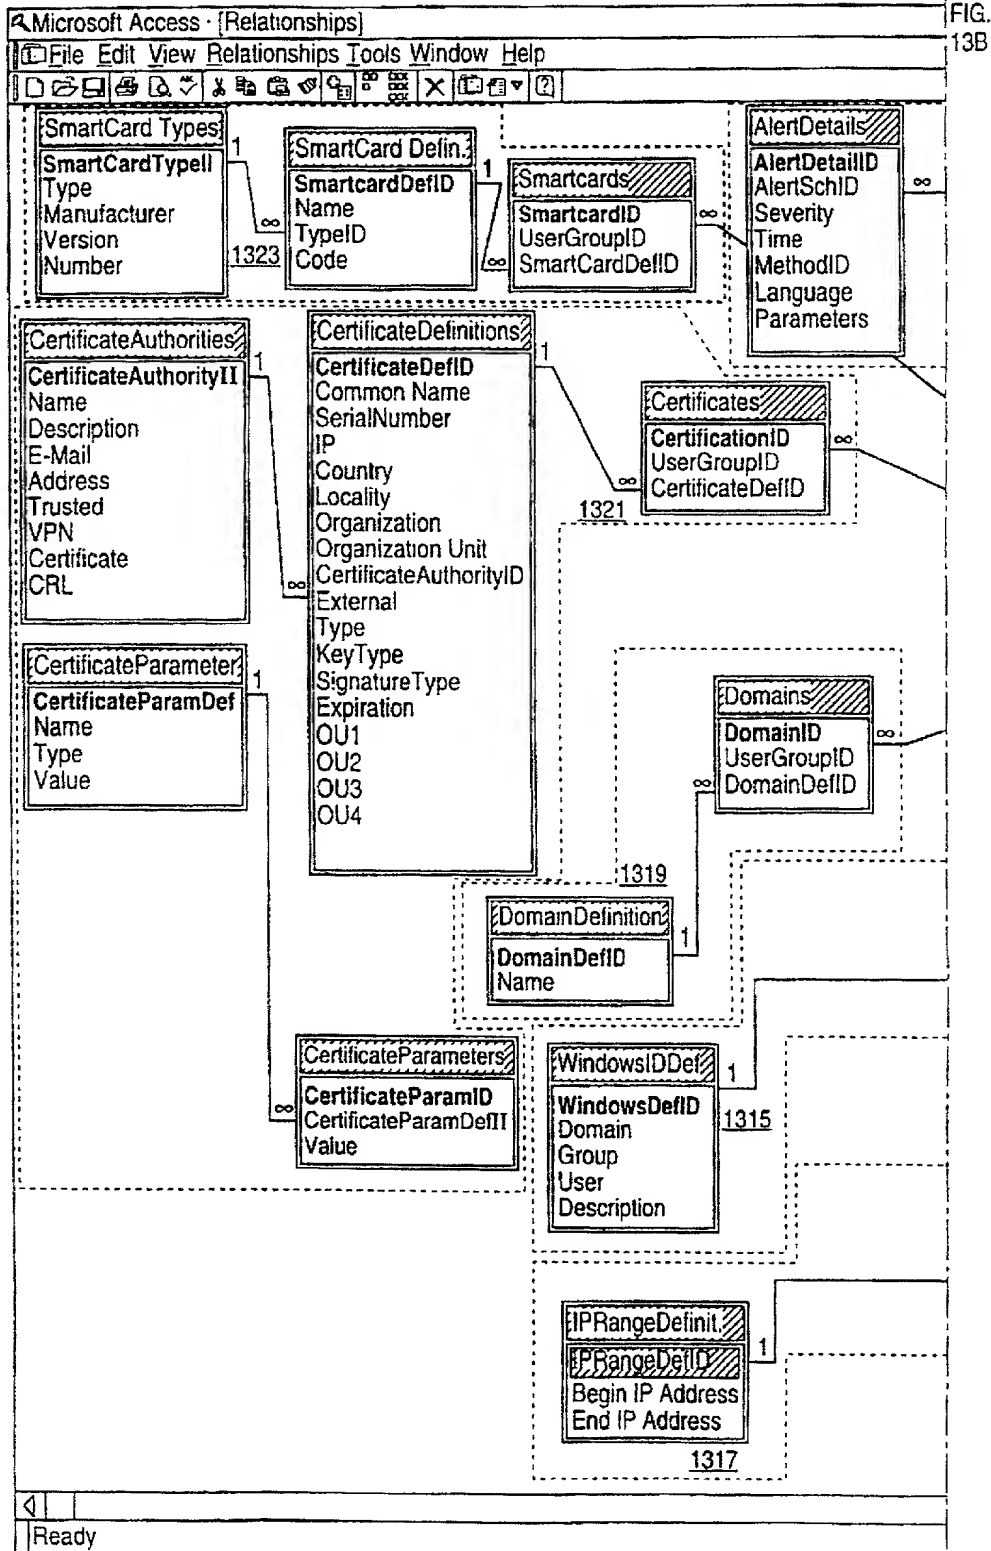 Microsoft Access · [Relationships]
FIG.
13B
File Edit View Relationships Tools Window Help
SmartCard Types
SmartCardTypeII
Type
Manufacturer
Version
Number
1
∞
1323
SmartCard Defin.
SmartcardDefID
Name
TypeID
Code
1
∞
Smartcards
SmartcardID
UserGroupID
SmartCardDefID
∞
AlertDetails
AlertDetailID
AlertSchID
Severity
Time
MethodID
Language
Parameters
∞
CertificateAuthorities
CertificateAuthorityII
Name
Description
E-Mail
Address
Trusted
VPN
Certificate
CRL
1
∞
CertificateDefinitions
CertificateDefID
Common Name
SerialNumber
IP
Country
Locality
Organization
Organization Unit
CertificateAuthorityID
External
Type
KeyType
SignatureType
Expiration
OU1
OU2
OU3
OU4
1
∞
1321
Certificates
CertificationID
UserGroupID
CertificateDefID
∞
CertificateParameter
CertificateParamDef
Name
Type
Value
1
∞
Domains
DomainID
UserGroupID
DomainDefID
∞
∞
1319
DomainDefinition
DomainDefID
Name
1
CertificateParameters
CertificateParamID
CertificateParamDefII
Value
WindowsIDDef
WindowsDefID
Domain
Group
User
Description
1
1315
IPRangeDefinit.
IPRangeDefID
Begin IP Address
End IP Address
1
1317
Ready